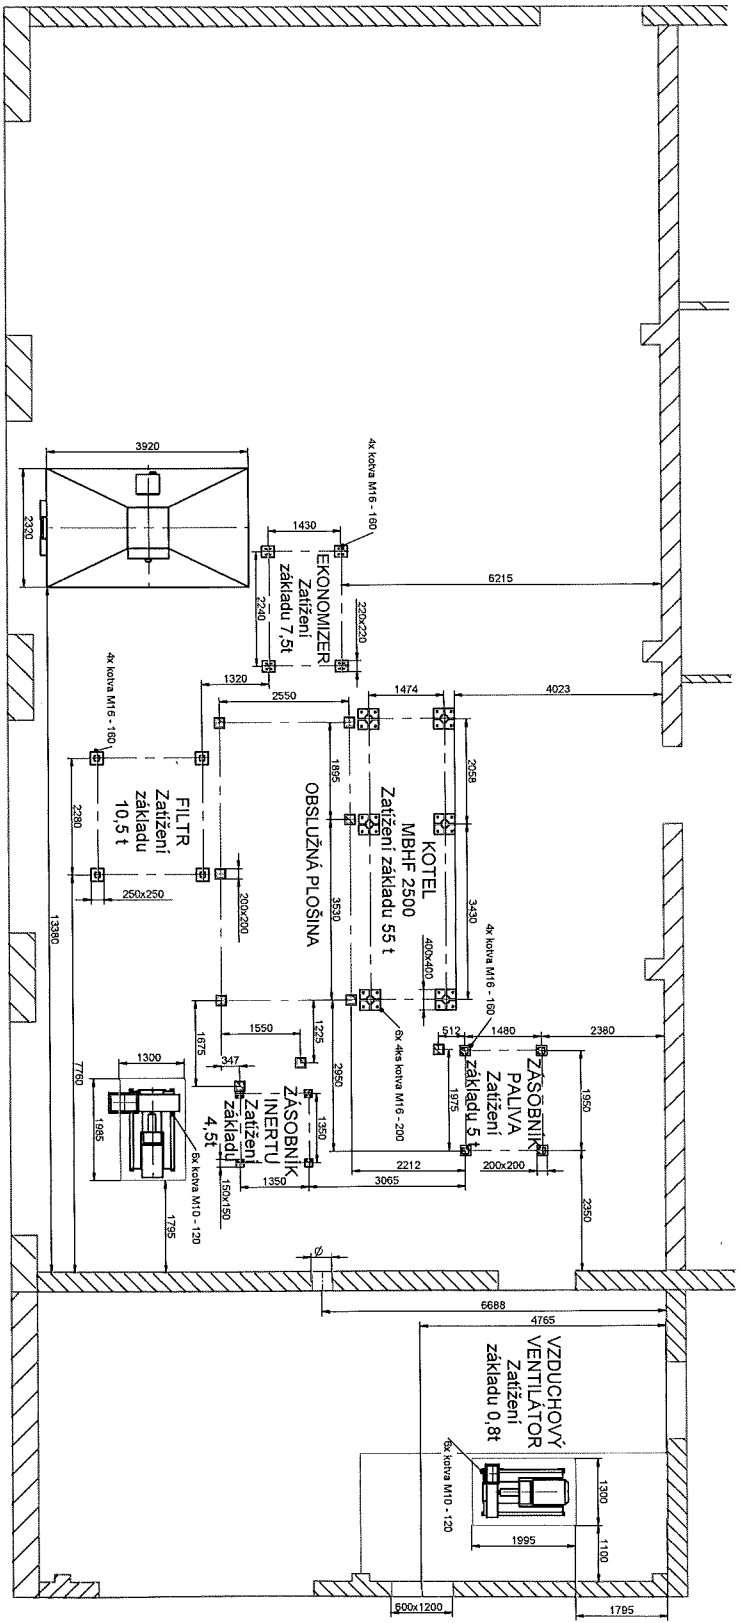 3920
2320
4x kotva M16 - 160
1430
EKONOMIZER
Zatížení
základu 7,5t
2240
220x220
6215
1320
2550
1474
4023
4x kotva M16 - 160
2280
FILTR
Zatížení
základu
10,5 t
250x250
13380
7760
1895
3530
200x200
OBSLUŽNÁ PLOŠINA
KOTEL
MBHF 2500
Zatížení základu 55 t
2058
3430
400x400
6x 4ks kotva M16 - 200
4x kotva M16 - 160
512
1480
2380
ZÁSOBNÍK
PALIVA
Zatížení
základu 5 t
1950
1975
200x200
2350
1675
1550
1225
2950
347
ZÁSOBNÍK
INERTU
Zatížení
základu
4,5t
1350
150x150
1350
3065
2212
1300
1985
6x kotva M10 - 120
1795
Ø
6688
4765
VZDUCHOVÝ
VENTILÁTOR
Zatížení
základu 0,8t
6x kotva M10 - 120
1300
1995
1100
600x1200
1795